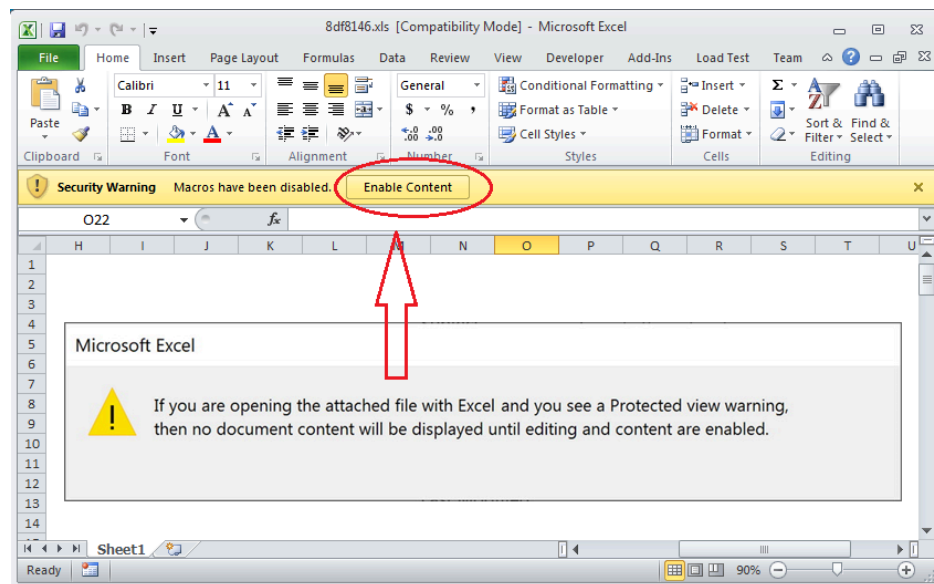 8df8146.xls [Compatibility Mode] - Microsoft Excel
File Home Insert Page Layout Formulas Data Review View Developer Add-Ins Load Test Team
Paste
Calibri 11
B I U A A
A
General
$ % ,
.00 .00
Conditional Formatting
Format as Table
Cell Styles
Insert
Delete
Format
Σ
Sort & Filter
Find & Select
Clipboard Font Alignment Number Styles Cells Editing
Security Warning Macros have been disabled. Enable Content
O22 fx
H I J K L M N O P Q R S T U
1
2
3
4
5
6
7
8
9
10
11
12
13
14
Microsoft Excel
If you are opening the attached file with Excel and you see a Protected view warning,
then no document content will be displayed until editing and content are enabled.
Sheet1
Ready 90%